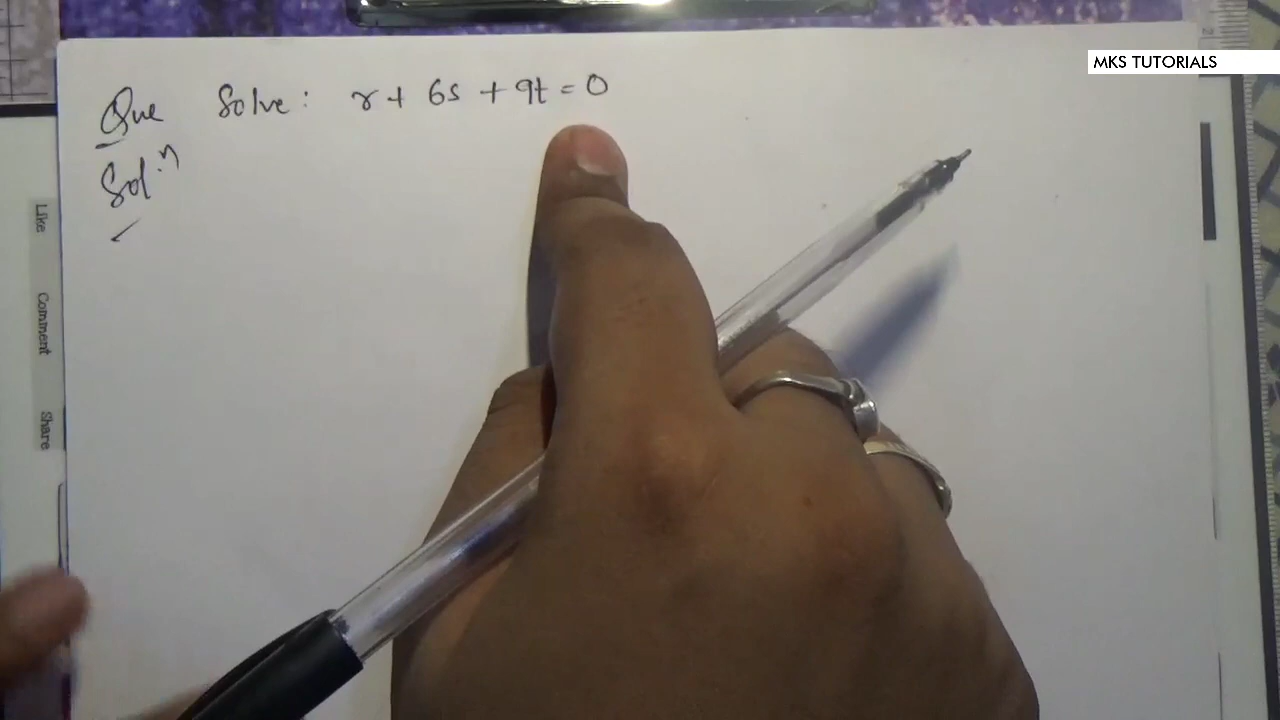 MKS TUTORIALS
Que Solve: r + 6s + 9t = 0
Sol.n
Like
Comment
Share